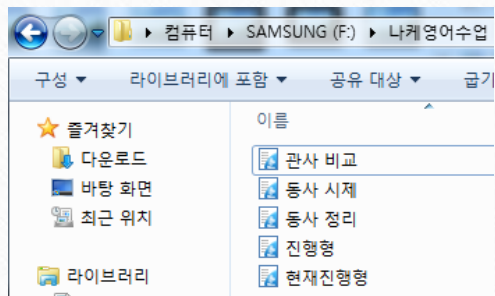 컴퓨터 ▸ SAMSUNG (F:) ▸ 나케영어수업
구성 라이브러리에 포함 공유 대상 굽기
즐겨찾기
다운로드
바탕 화면
최근 위치
라이브러리
이름
관사 비교
동사 시제
동사 정리
진행형
현재진행형